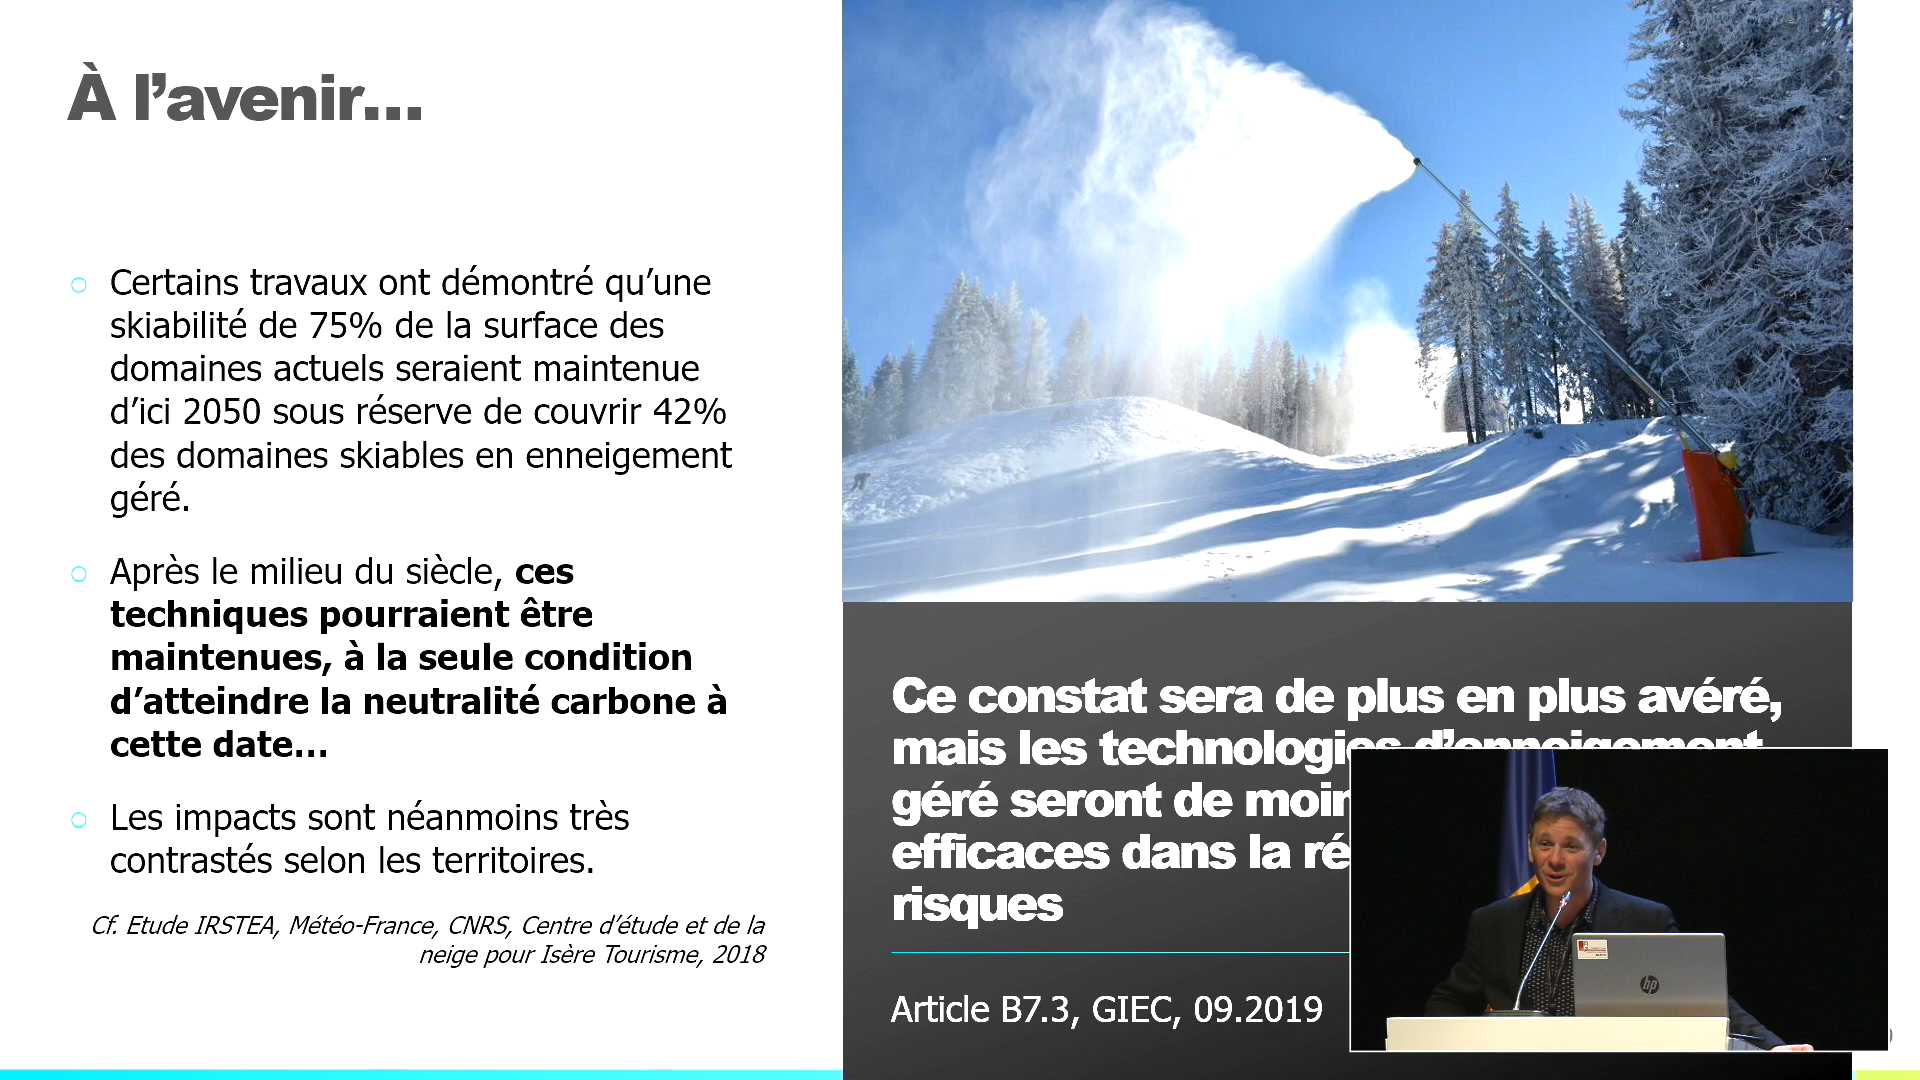 À l’avenir…
Certains travaux ont démontré qu’une
skiabilité de 75% de la surface des
domaines actuels seraient maintenue
d’ici 2050 sous réserve de couvrir 42%
des domaines skiables en enneigement
géré.
Après le milieu du siècle, ces
techniques pourraient être
maintenues, à la seule condition
d’atteindre la neutralité carbone à
cette date…
Les impacts sont néanmoins très
contrastés selon les territoires.
Cf. Etude IRSTEA, Météo-France, CNRS, Centre d’étude et de la
neige pour Isère Tourisme, 2018
Ce constat sera de plus en plus avéré,
mais les technologies d’enneigement
géré seront de
efficaces dans la
risques
Article B7.3, GIEC, 09.2019
hp